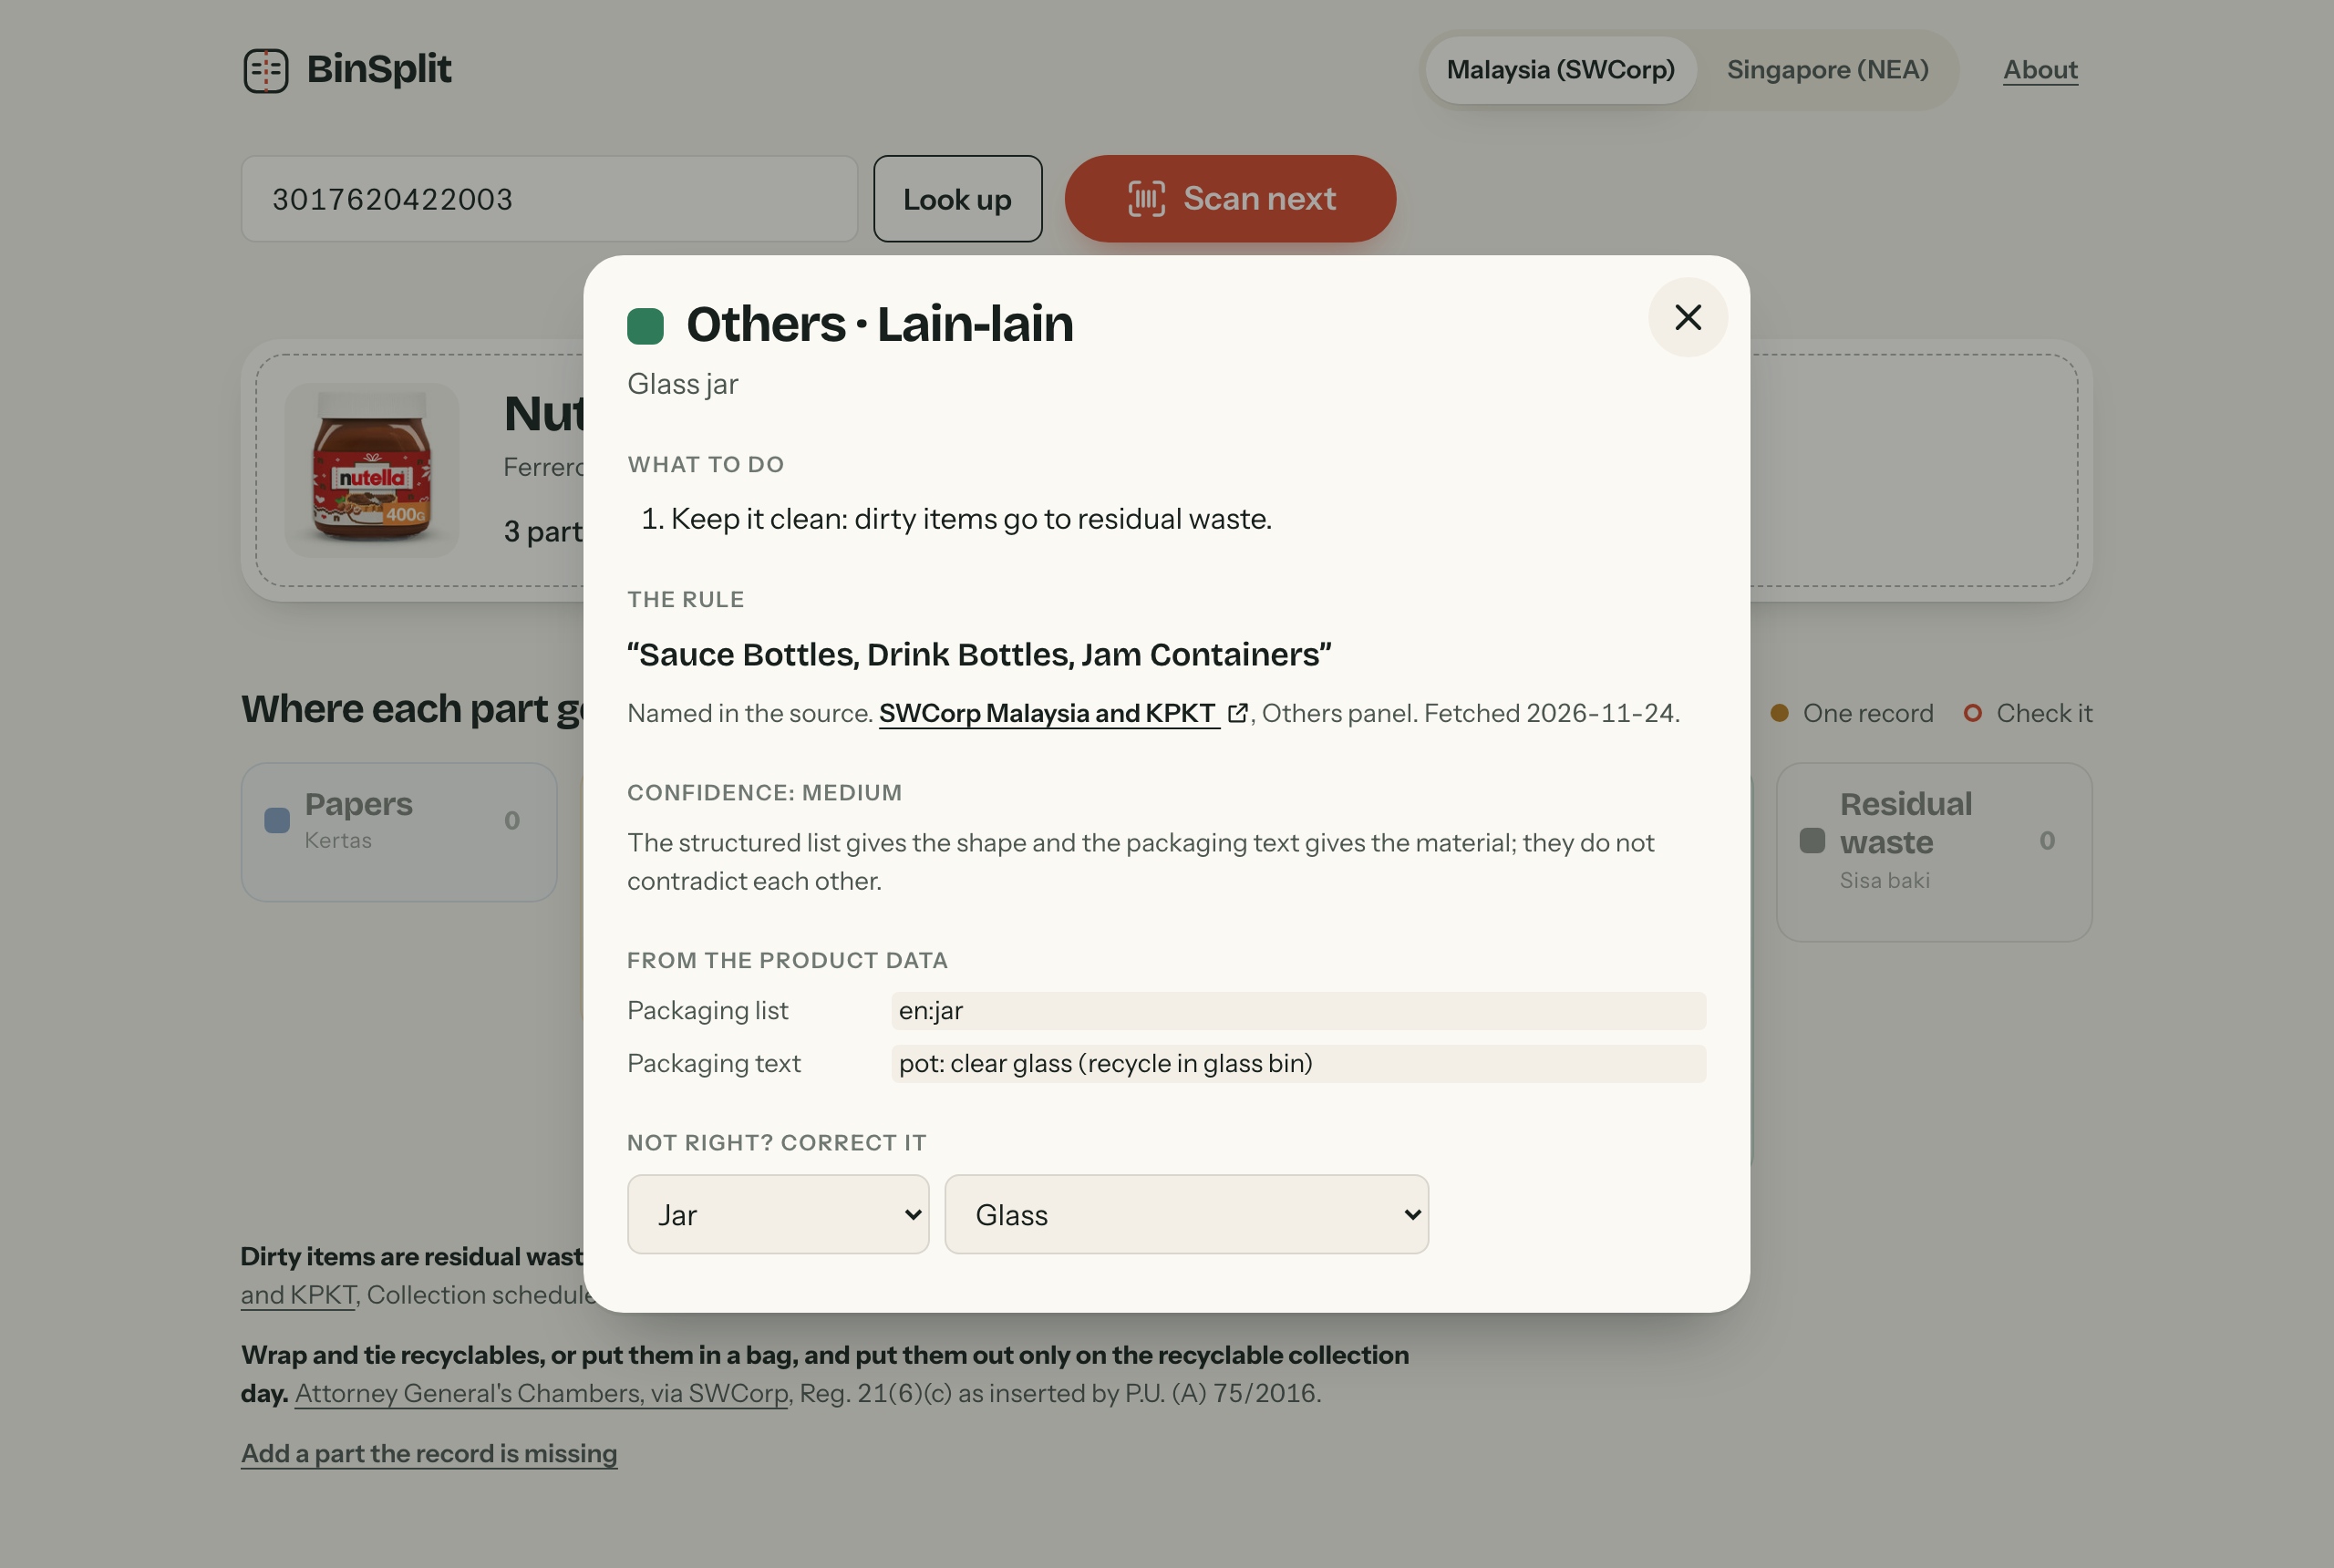 BinSplit
Malaysia (SWCorp)
Singapore (NEA)
About
3017620422003
Look up
Scan next
Others · Lain-lain
Glass jar
WHAT TO DO
1. Keep it clean: dirty items go to residual waste.
THE RULE
“Sauce Bottles, Drink Bottles, Jam Containers”
Named in the source. SWCorp Malaysia and KPKT , Others panel. Fetched 2026-11-24.
CONFIDENCE: MEDIUM
The structured list gives the shape and the packaging text gives the material; they do not
contradict each other.
FROM THE PRODUCT DATA
Packaging list
en:jar
Packaging text
pot: clear glass (recycle in glass bin)
NOT RIGHT? CORRECT IT
Jar
Glass
nutella
400G
3
Where each part
One record
Check it
Papers
Kertas
0
Residual
waste
Sisa baki
0
Dirty items are residual
and KPKT, Collection
Wrap and tie recyclables, or put them in a bag, and put them out only on the recyclable collection
day. Attorney General's Chambers, via SWCorp, Reg. 21(6)(c) as inserted by P.U. (A) 75/2016.
Add a part the record is missing